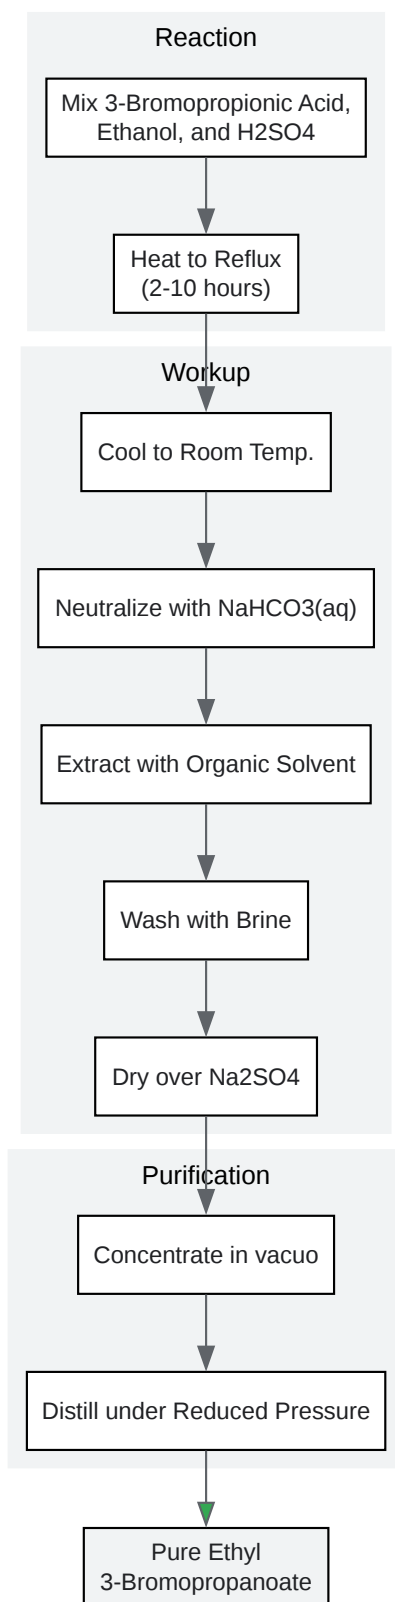 Reaction
Mix 3-Bromopropionic Acid,
Ethanol, and H2SO4
Heat to Reflux
(2-10 hours)
Workup
Cool to Room Temp.
Neutralize with NaHCO3(aq)
Extract with Organic Solvent
Wash with Brine
Dry over Na2SO4
Purification
Concentrate in vacuo
Distill under Reduced Pressure
Pure Ethyl
3-Bromopropanoate